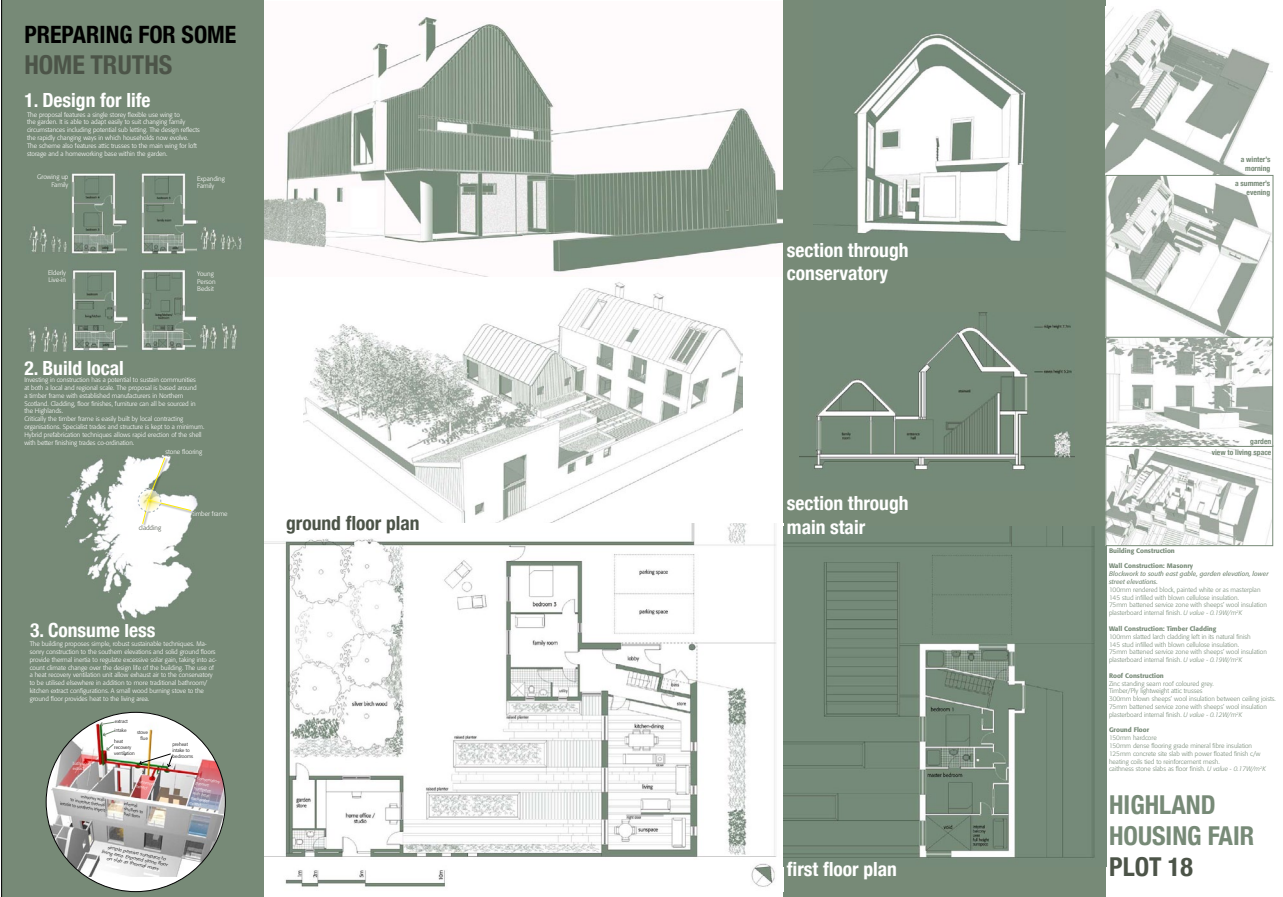 PREPARING FOR SOME
HOME TRUTHS
1. Design for life
The proposal features a single storey flexible use wing to
the garden. It is able to adapt easily to suit changing family
circumstances including potential sub letting. The design reflects
the rapidly changing ways in which households now evolve.
The scheme also features attic trusses to the main wing for loft
storage and a homeworking base within the garden.
Growing up
Family
Expanding
Family
Elderly
Live-in
Young
Person
Bedsit
2. Build local
Investing in construction has a potential to sustain communities
at both a local and regional scale. The proposal is based around
a timber frame with established manufacturers in Northern
Scotland. Cladding, floor finishes, furniture can all be sourced in
the Highlands.
Critically the timber frame is easily built by local contracting
organisations. Specialist trades and structure is kept to a minimum.
Hybrid prefabrication techniques allows rapid erection of the shell
with better finishing trades co-ordination.
stone flooring
timber frame
cladding
3. Consume less
The building proposes simple, robust sustainable techniques. Ma-
sonry construction to the southern elevations and solid ground floors
provide thermal inertia to regulate excessive solar gain, taking into ac-
count climate change over the design life of the building. The use of
a heat recovery ventilation unit allow exhaust air to the conservatory
to be utilised elsewhere in addition to more traditional bathroom/
kitchen extract configurations. A small wood burning stove to the
ground floor provides heat to the living area.
extract
intake
heat
recovery
ventilation
stove
flue
preheat
intake to
bedrooms
ground floor plan
parking space
parking space
bedroom 3
family room
lobby
store
silver birch wood
raised planter
kitchen-dining
raised planter
living
raised planter
garden
store
home office /
studio
sunspace
1m
2m
5m
10m
section through
conservatory
section through
main stair
bedroom 1
master bedroom
void
first floor plan
a winter's
morning
a summer's
evening
garden
view to living space
Building Construction
Wall Construction: Masonry
Blockwork to south east gable, garden elevation, lower
street elevations.
100mm rendered block, painted white or as masterplan
145 stud infilled with blown cellulose insulation.
75mm battened service zone with sheeps' wool insulation
plasterboard internal finish. U value - 0.19W/m²K
Wall Construction: Timber Cladding
100mm slatted larch cladding left in its natural finish
145 stud infilled with blown cellulose insulation.
75mm battened service zone with sheeps' wool insulation
plasterboard internal finish. U value - 0.19W/m²K
Roof Construction
Zinc standing seam roof coloured grey.
Timber/Ply lightweight attic trusses
300mm blown sheeps' wool insulation between ceiling joists.
75mm battened service zone with sheeps' wool insulation
plasterboard internal finish. U value - 0.12W/m²K
Ground Floor
150mm hardcore
150mm dense flooring grade mineral fibre insulation
125mm concrete site slab with power floated finish c/w
heating coils tied to reinforcement mesh.
caithness stone slabs as floor finish. U value - 0.17W/m²K
HIGHLAND
HOUSING FAIR
PLOT 18